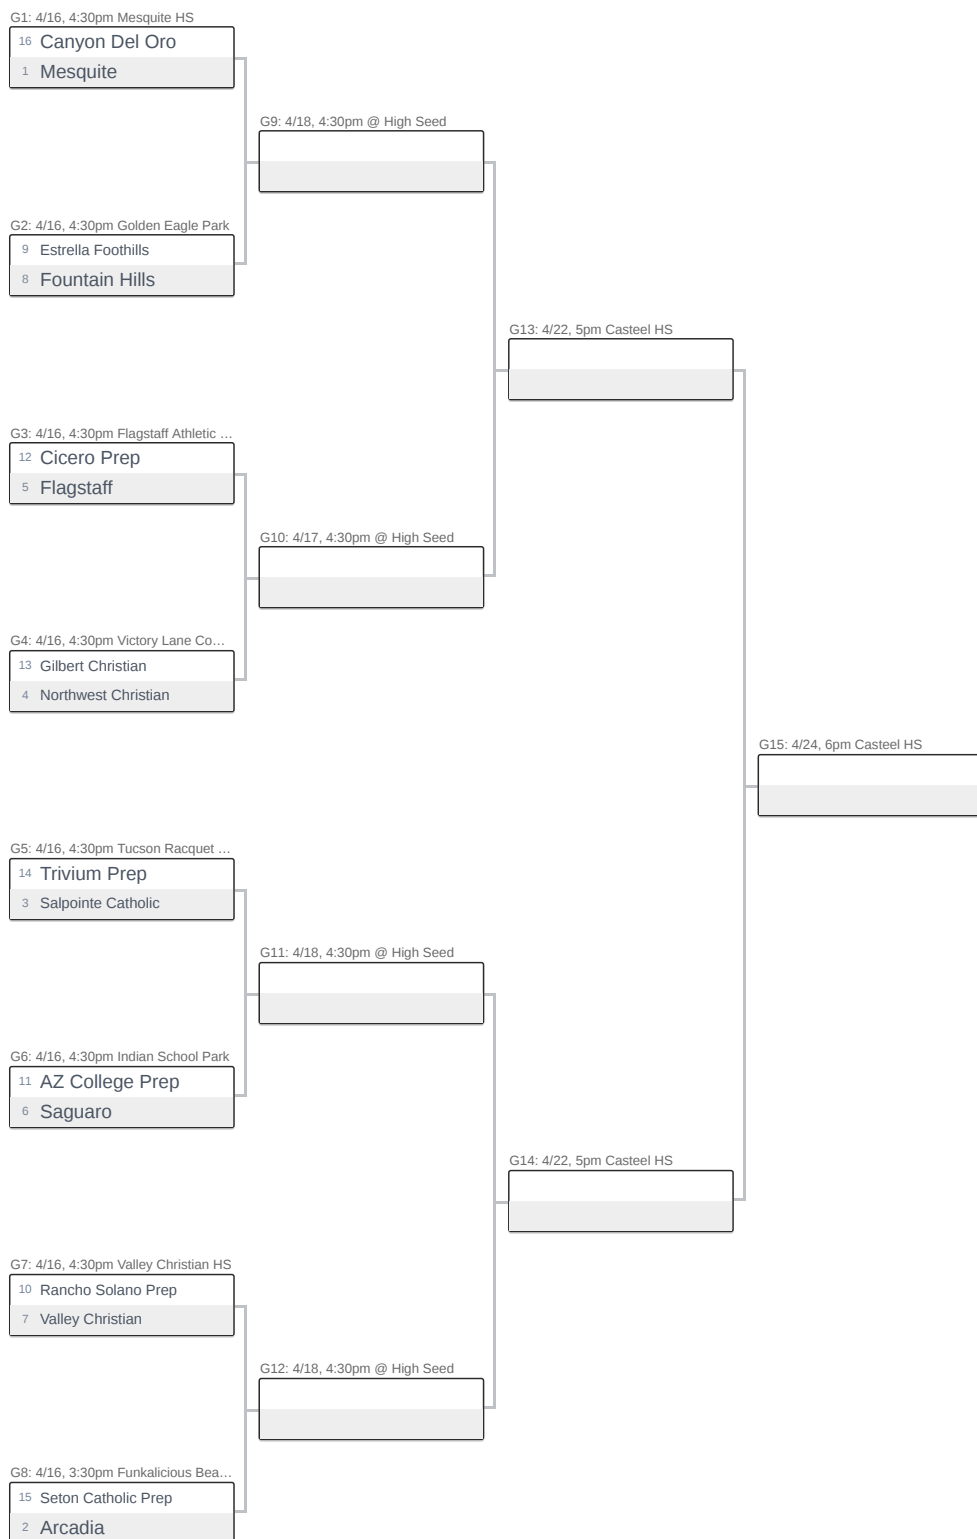 G1: 4/16, 4:30pm Mesquite HS
16 Canyon Del Oro
1 Mesquite
G9: 4/18, 4:30pm @ High Seed
G2: 4/16, 4:30pm Golden Eagle Park
9 Estrella Foothills
8 Fountain Hills
G13: 4/22, 5pm Casteel HS
G3: 4/16, 4:30pm Flagstaff Athletic ...
12 Cicero Prep
5 Flagstaff
G10: 4/17, 4:30pm @ High Seed
G4: 4/16, 4:30pm Victory Lane Co...
13 Gilbert Christian
4 Northwest Christian
G15: 4/24, 6pm Casteel HS
G5: 4/16, 4:30pm Tucson Racquet ...
14 Trivium Prep
3 Salpointe Catholic
G11: 4/18, 4:30pm @ High Seed
G6: 4/16, 4:30pm Indian School Park
11 AZ College Prep
6 Saguaro
G14: 4/22, 5pm Casteel HS
G7: 4/16, 4:30pm Valley Christian HS
10 Rancho Solano Prep
7 Valley Christian
G12: 4/18, 4:30pm @ High Seed
G8: 4/16, 3:30pm Funkalicious Bea...
15 Seton Catholic Prep
2 Arcadia